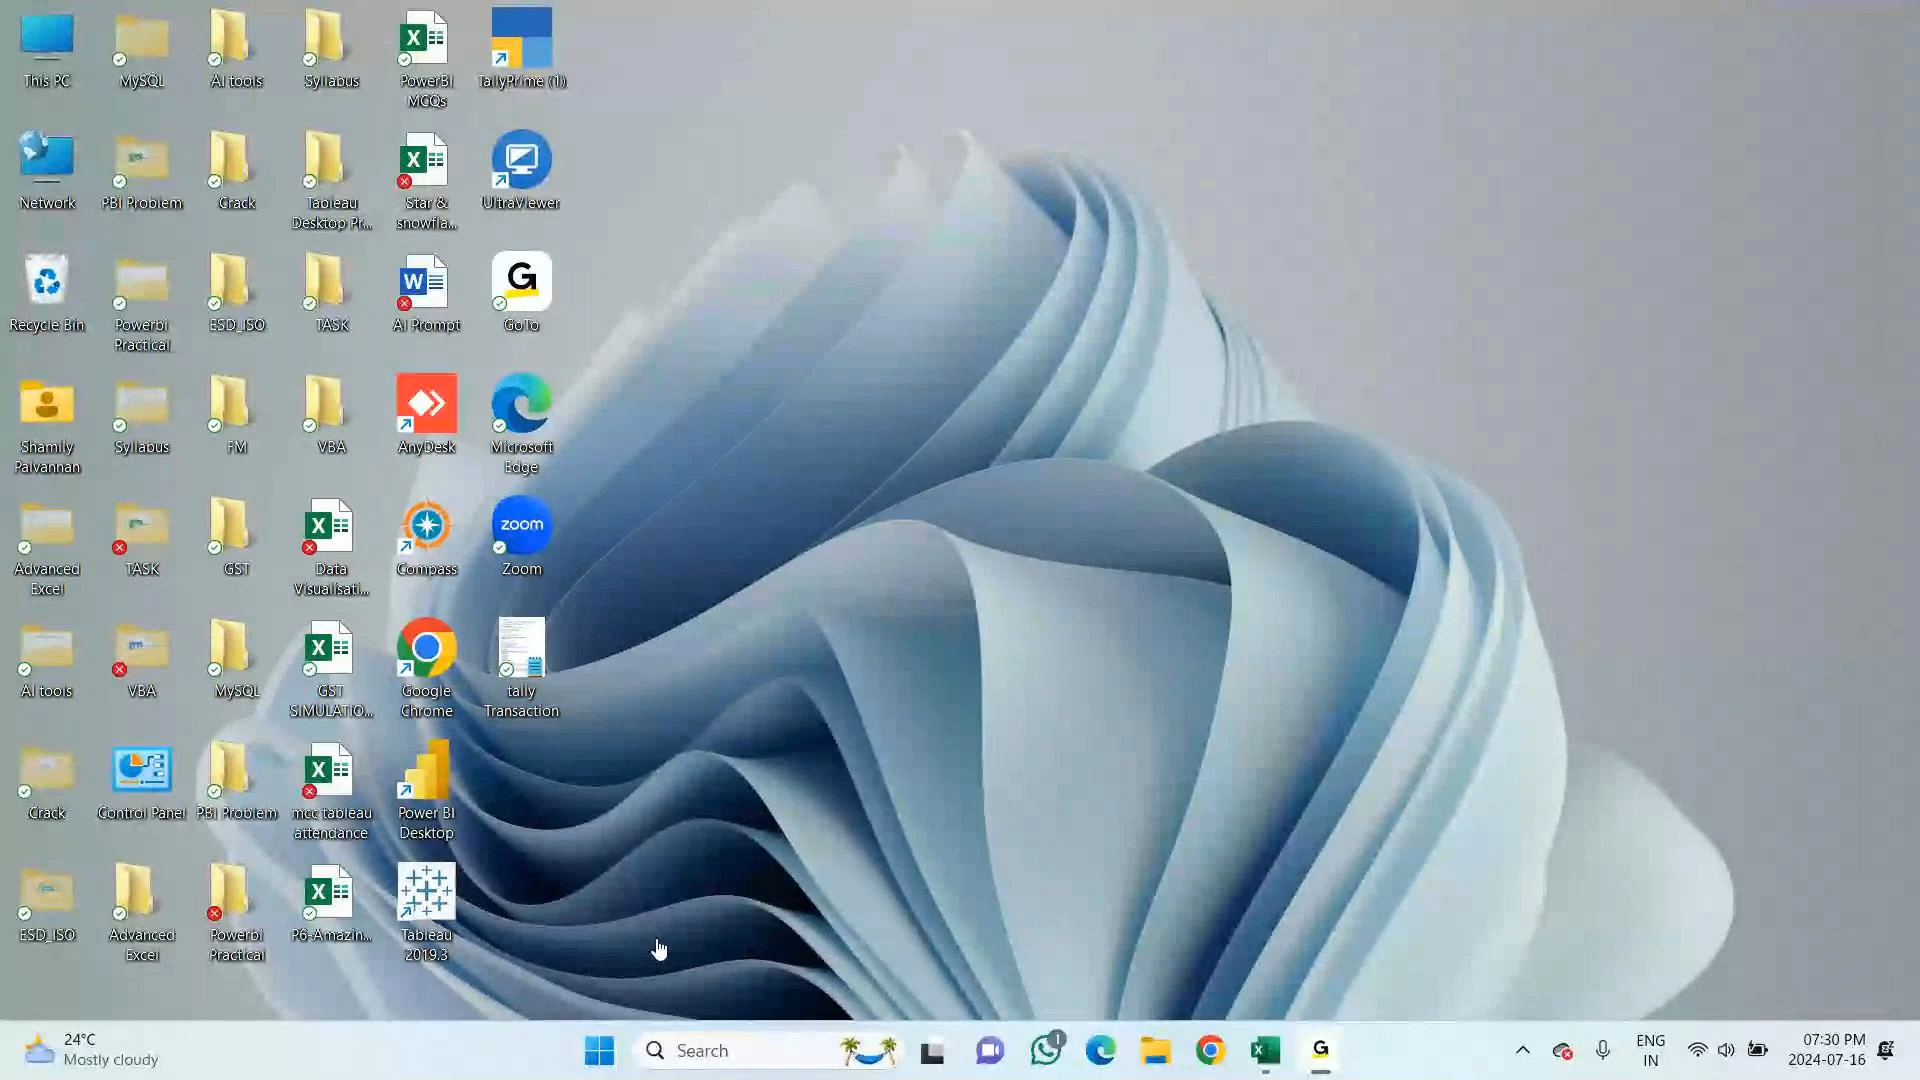 This PC
MySQL
AI tools
Syllabus
PowerBI
MCQs
TallyPrime (1)
Network
PBI Problem
Crack
Tableau
Desktop Pr...
Star &
snowfla...
UltraViewer
Recycle Bin
Powerbi
Practical
ESD_ISO
TASK
AI Prompt
G
GoTo
Shamily
Paivannan
Syllabus
FM
VBA
AnyDesk
Microsoft
Edge
Advanced
Excel
TASK
GST
Data
Visualisati...
Compass
zoom
Zoom
AI tools
VBA
MySQL
GST
SIMULATIO...
Google
Chrome
tally
Transaction
Crack
Control Panel
PBI Problem
mcc tableau
attendance
Power BI
Desktop
ESD_ISO
Advanced
Excel
Powerbi
Practical
P6-Amazin...
Tableau
2019.3
24°C
Mostly cloudy
Search
1
G
ENG
IN
07:30 PM
2024-07-16